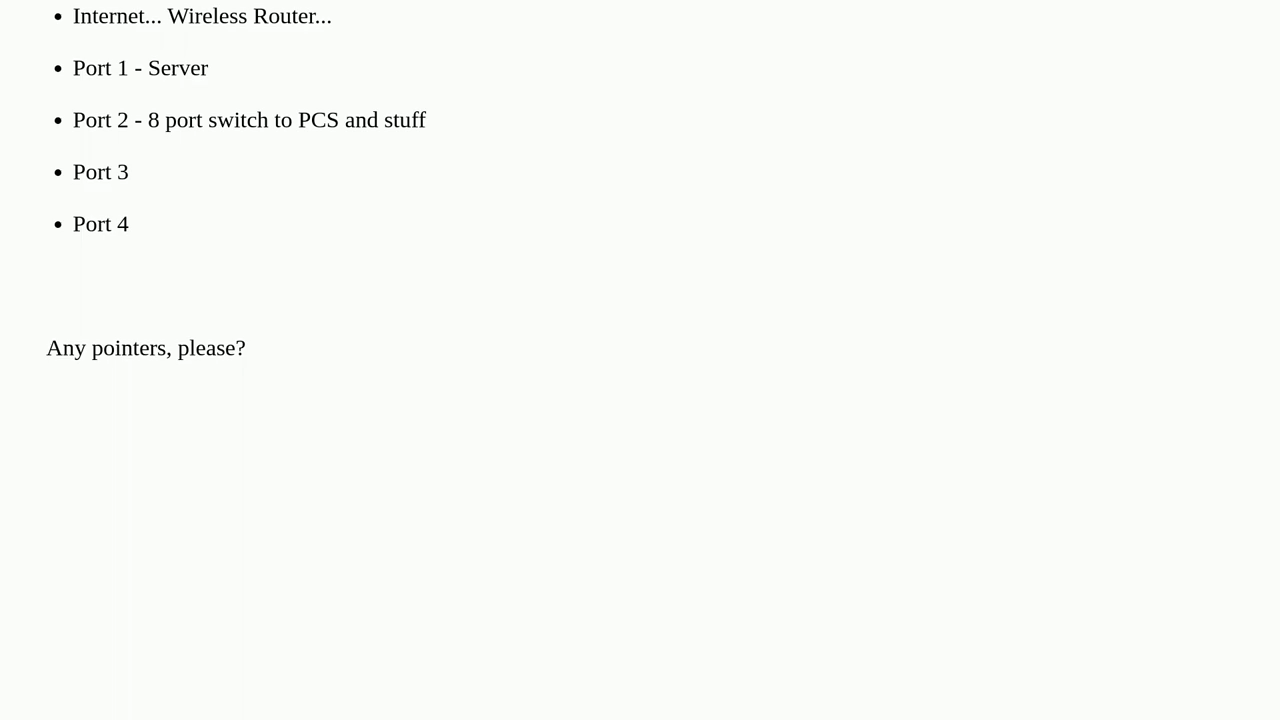 • Internet... Wireless Router...
• Port 1 - Server
• Port 2 - 8 port switch to PCS and stuff
• Port 3
• Port 4
Any pointers, please?